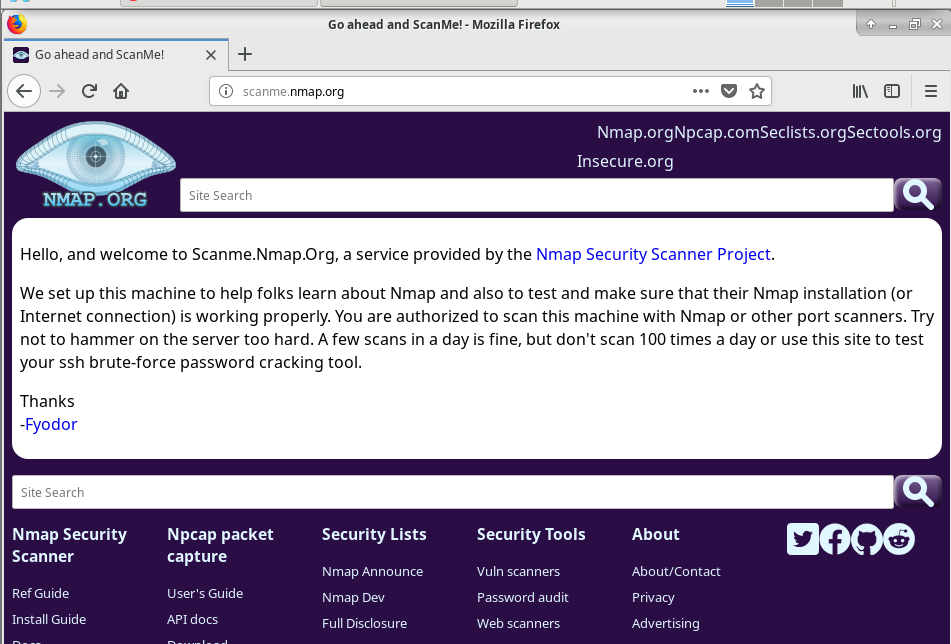 Go ahead and ScanMe! - Mozilla Firefox
Go ahead and ScanMe!
scanme.nmap.org
Nmap.orgNpcap.comSeclists.orgSectools.org
Insecure.org
NMAP.ORG
Site Search
Hello, and welcome to Scanme.Nmap.Org, a service provided by the Nmap Security Scanner Project.
We set up this machine to help folks learn about Nmap and also to test and make sure that their Nmap installation (or
Internet connection) is working properly. You are authorized to scan this machine with Nmap or other port scanners. Try
not to hammer on the server too hard. A few scans in a day is fine, but don't scan 100 times a day or use this site to test
your ssh brute-force password cracking tool.
Thanks
-Fyodor
Site Search
Nmap Security
Scanner
Ref Guide
Install Guide
Docs
Npcap packet
capture
User's Guide
API docs
Download
Security Lists
Nmap Announce
Nmap Dev
Full Disclosure
Security Tools
Vuln scanners
Password audit
Web scanners
About
About/Contact
Privacy
Advertising